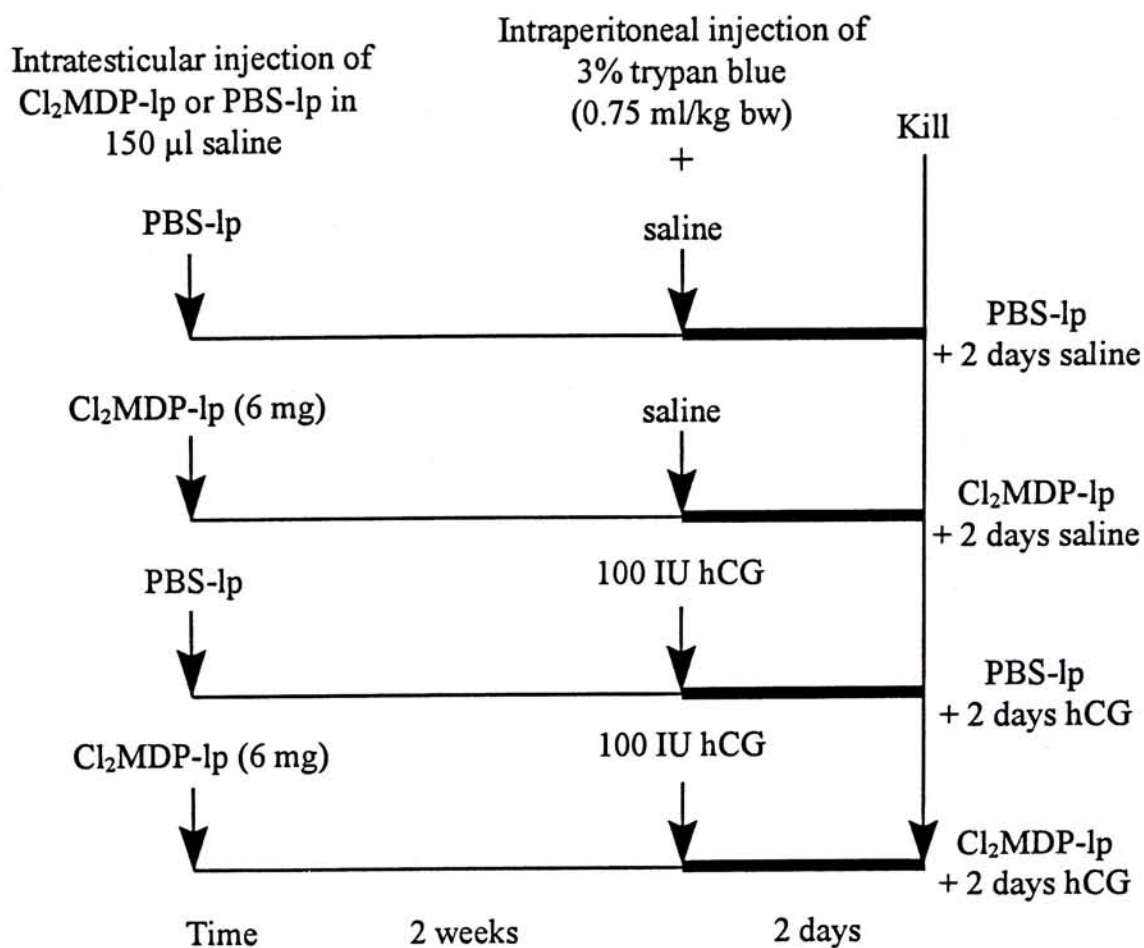 Intratesticular injection of
Cl₂MDP-lp or PBS-lp in
150 µl saline
Intraperitoneal injection of
3% trypan blue
(0.75 ml/kg bw)
+
Kill
PBS-lp
saline
PBS-lp
+ 2 days saline
Cl₂MDP-lp (6 mg)
saline
Cl₂MDP-lp
+ 2 days saline
PBS-lp
100 IU hCG
PBS-lp
+ 2 days hCG
Cl₂MDP-lp (6 mg)
100 IU hCG
Cl₂MDP-lp
+ 2 days hCG
Time
2 weeks
2 days